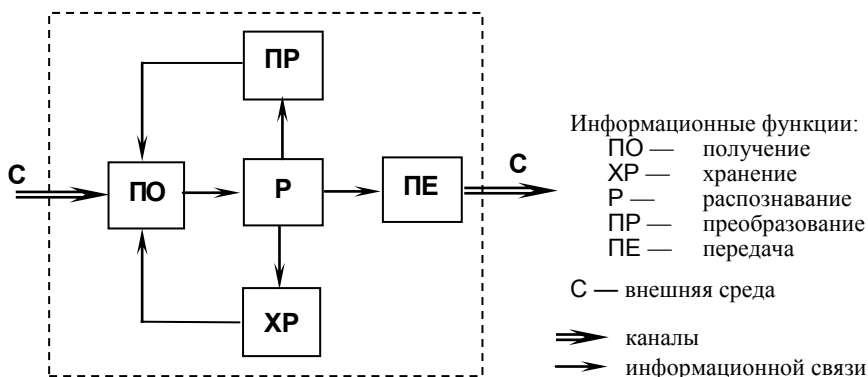 ПР
С
ПО
Р
ПЕ
С
ХР
Информационные функции:
ПО — получение
ХР — хранение
Р — распознавание
ПР — преобразование
ПЕ — передача
С — внешняя среда
каналы
информационной связи